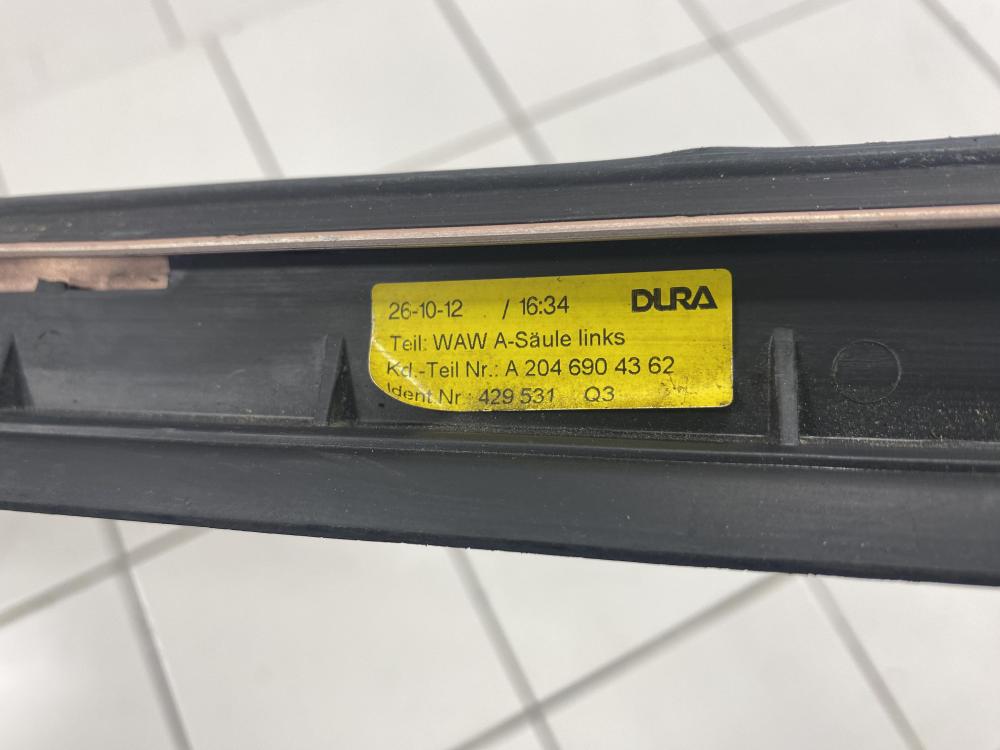 26-10-12 / 16:34 DURA
Teil: WAW A-Säule links
Kd.-Teil Nr.: A 204 690 43 62
Ident.Nr.: 429 531 Q3